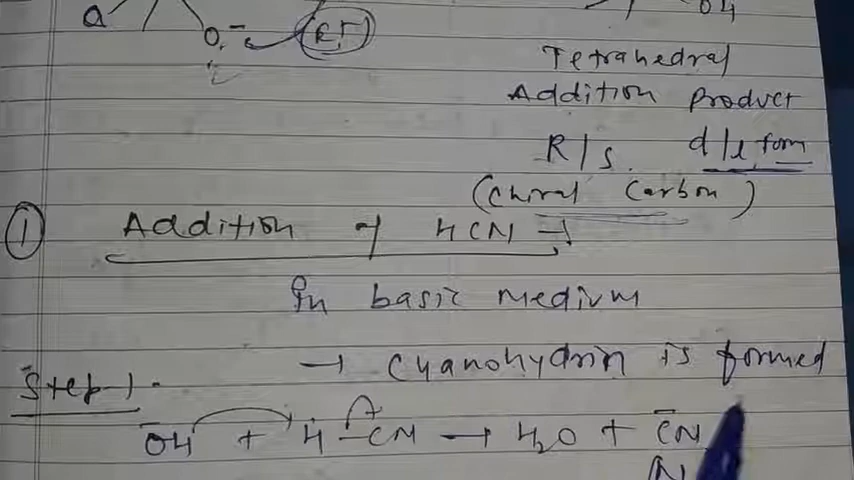 a
O:⁻ (E⁺)
OH
Tetrahedral
Addition Product
R/S. d/l form
(Chiral Carbon)
① Addition of HCN →
In basic medium
→ Cyanohydrin is formed
Step-1.
⁻OH + H-CN → H₂O + ⁻CN
N